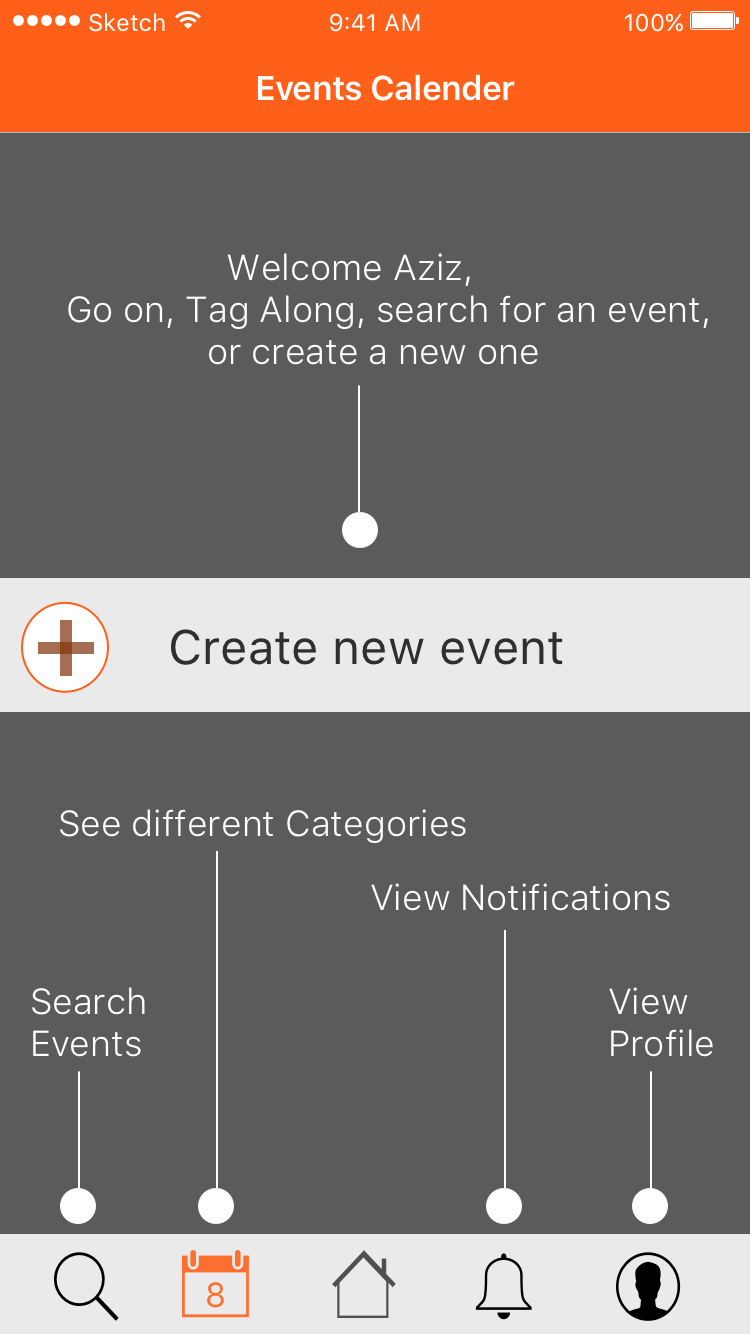 Sketch 9:41 AM 100%
Events Calender
Welcome Aziz,
Go on, Tag Along, search for an event,
or create a new one
Create new event
See different Categories
View Notifications
Search
Events
View
Profile
8